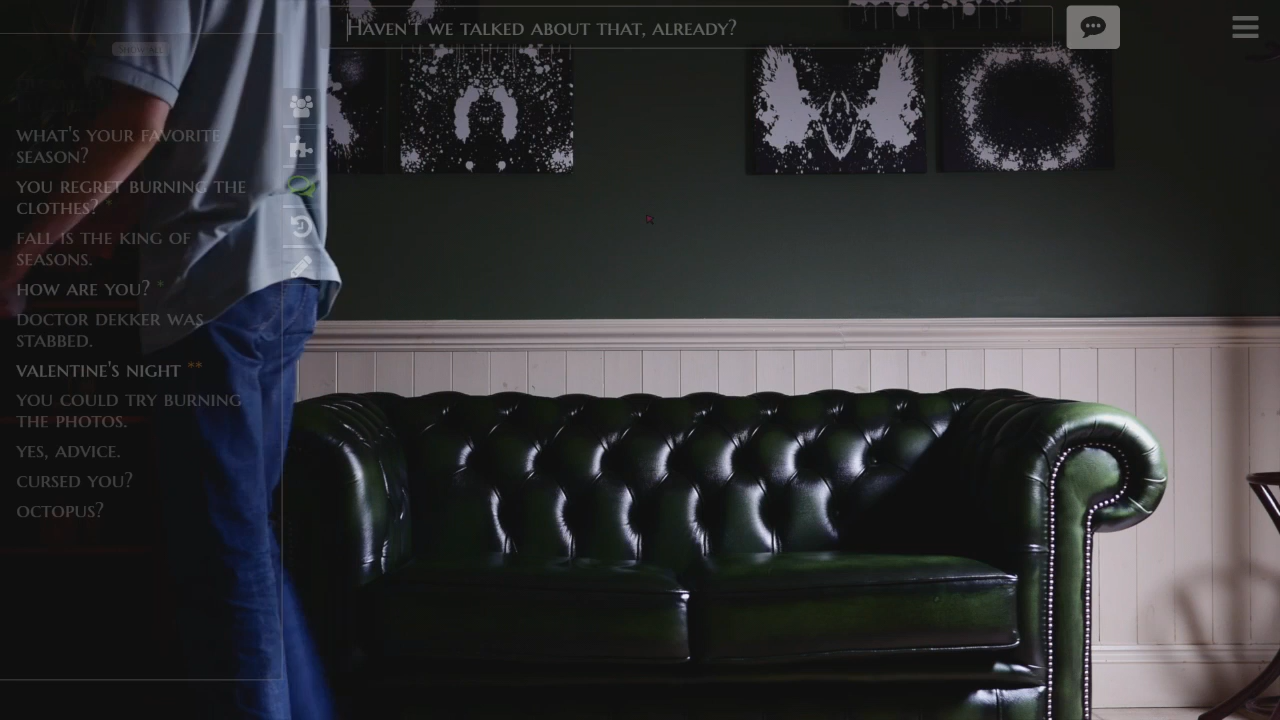 Haven't we talked about that, already?
Show all
What's your favorite
season?
You regret burning the
clothes? *
Fall is the king of
seasons.
How are you? *
Doctor Dekker was
stabbed.
Valentine's night **
You could try burning
the photos.
Yes, advice.
Cursed you?
Octopus?